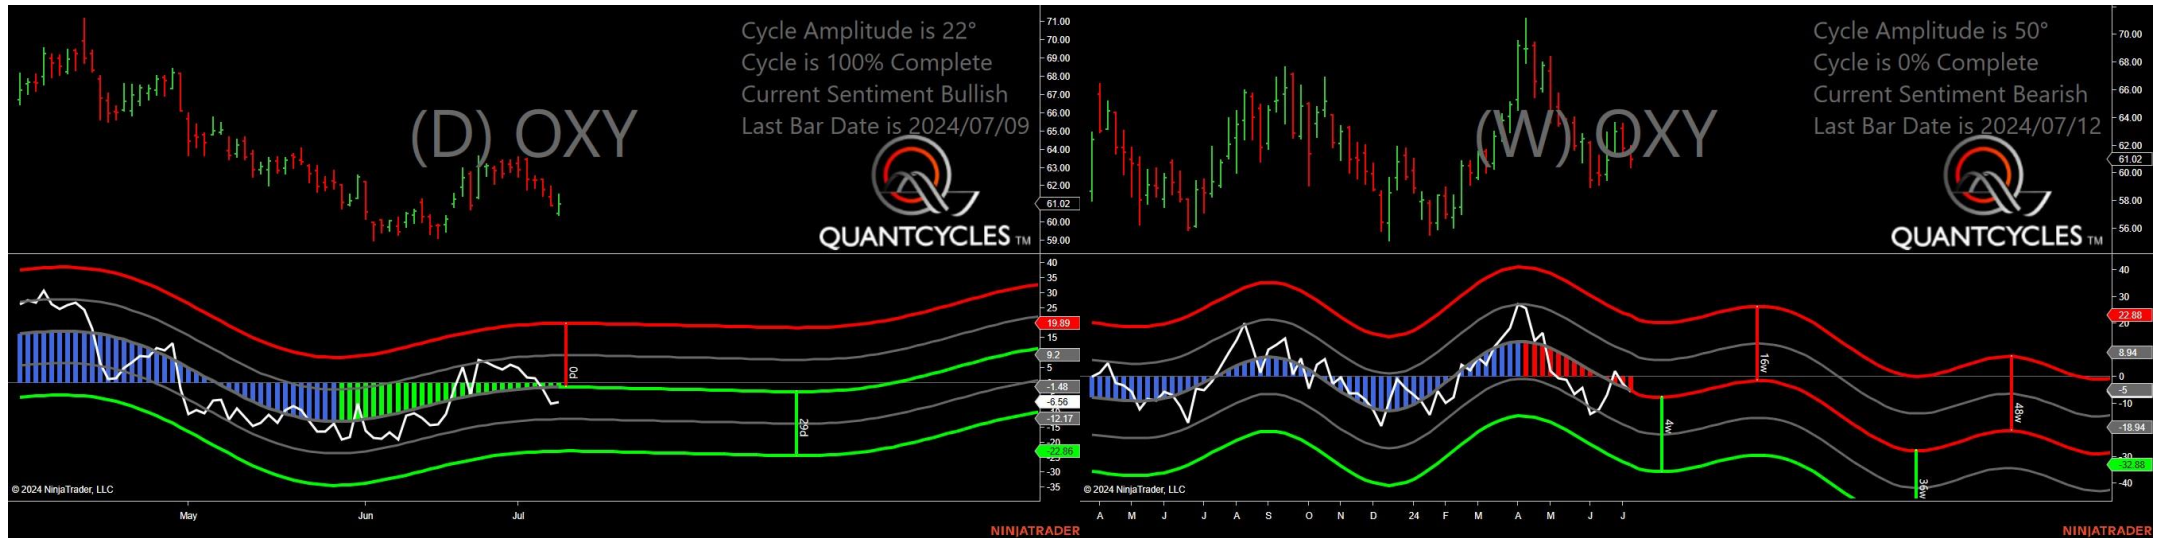 Cycle Amplitude is 22°
Cycle is 100% Complete
Current Sentiment Bullish
Last Bar Date is 2024/07/09
(D) OXY
QUANTCYCLES TM
71.00
70.00
69.00
68.00
67.00
66.00
65.00
64.00
63.00
62.00
61.02
60.00
59.00
40
35
30
25
19.89
15
9.2
5
-1.48
-6.56
-12.17
-15
-20
-22.86
-30
-35
0d
29d
© 2024 NinjaTrader, LLC
May Jun Jul
NINJATRADER
Cycle Amplitude is 50°
Cycle is 0% Complete
Current Sentiment Bearish
Last Bar Date is 2024/07/12
(W) OXY
QUANTCYCLES TM
70.00
68.00
66.00
64.00
62.00
61.02
60.00
58.00
56.00
40
30
22.88
20
8.94
0
-5
-10
-18.94
-30
-32.88
-40
4w
16w
36w
48w
© 2024 NinjaTrader, LLC
A M J J A S O N D 24 F M A M J J
NINJATRADER